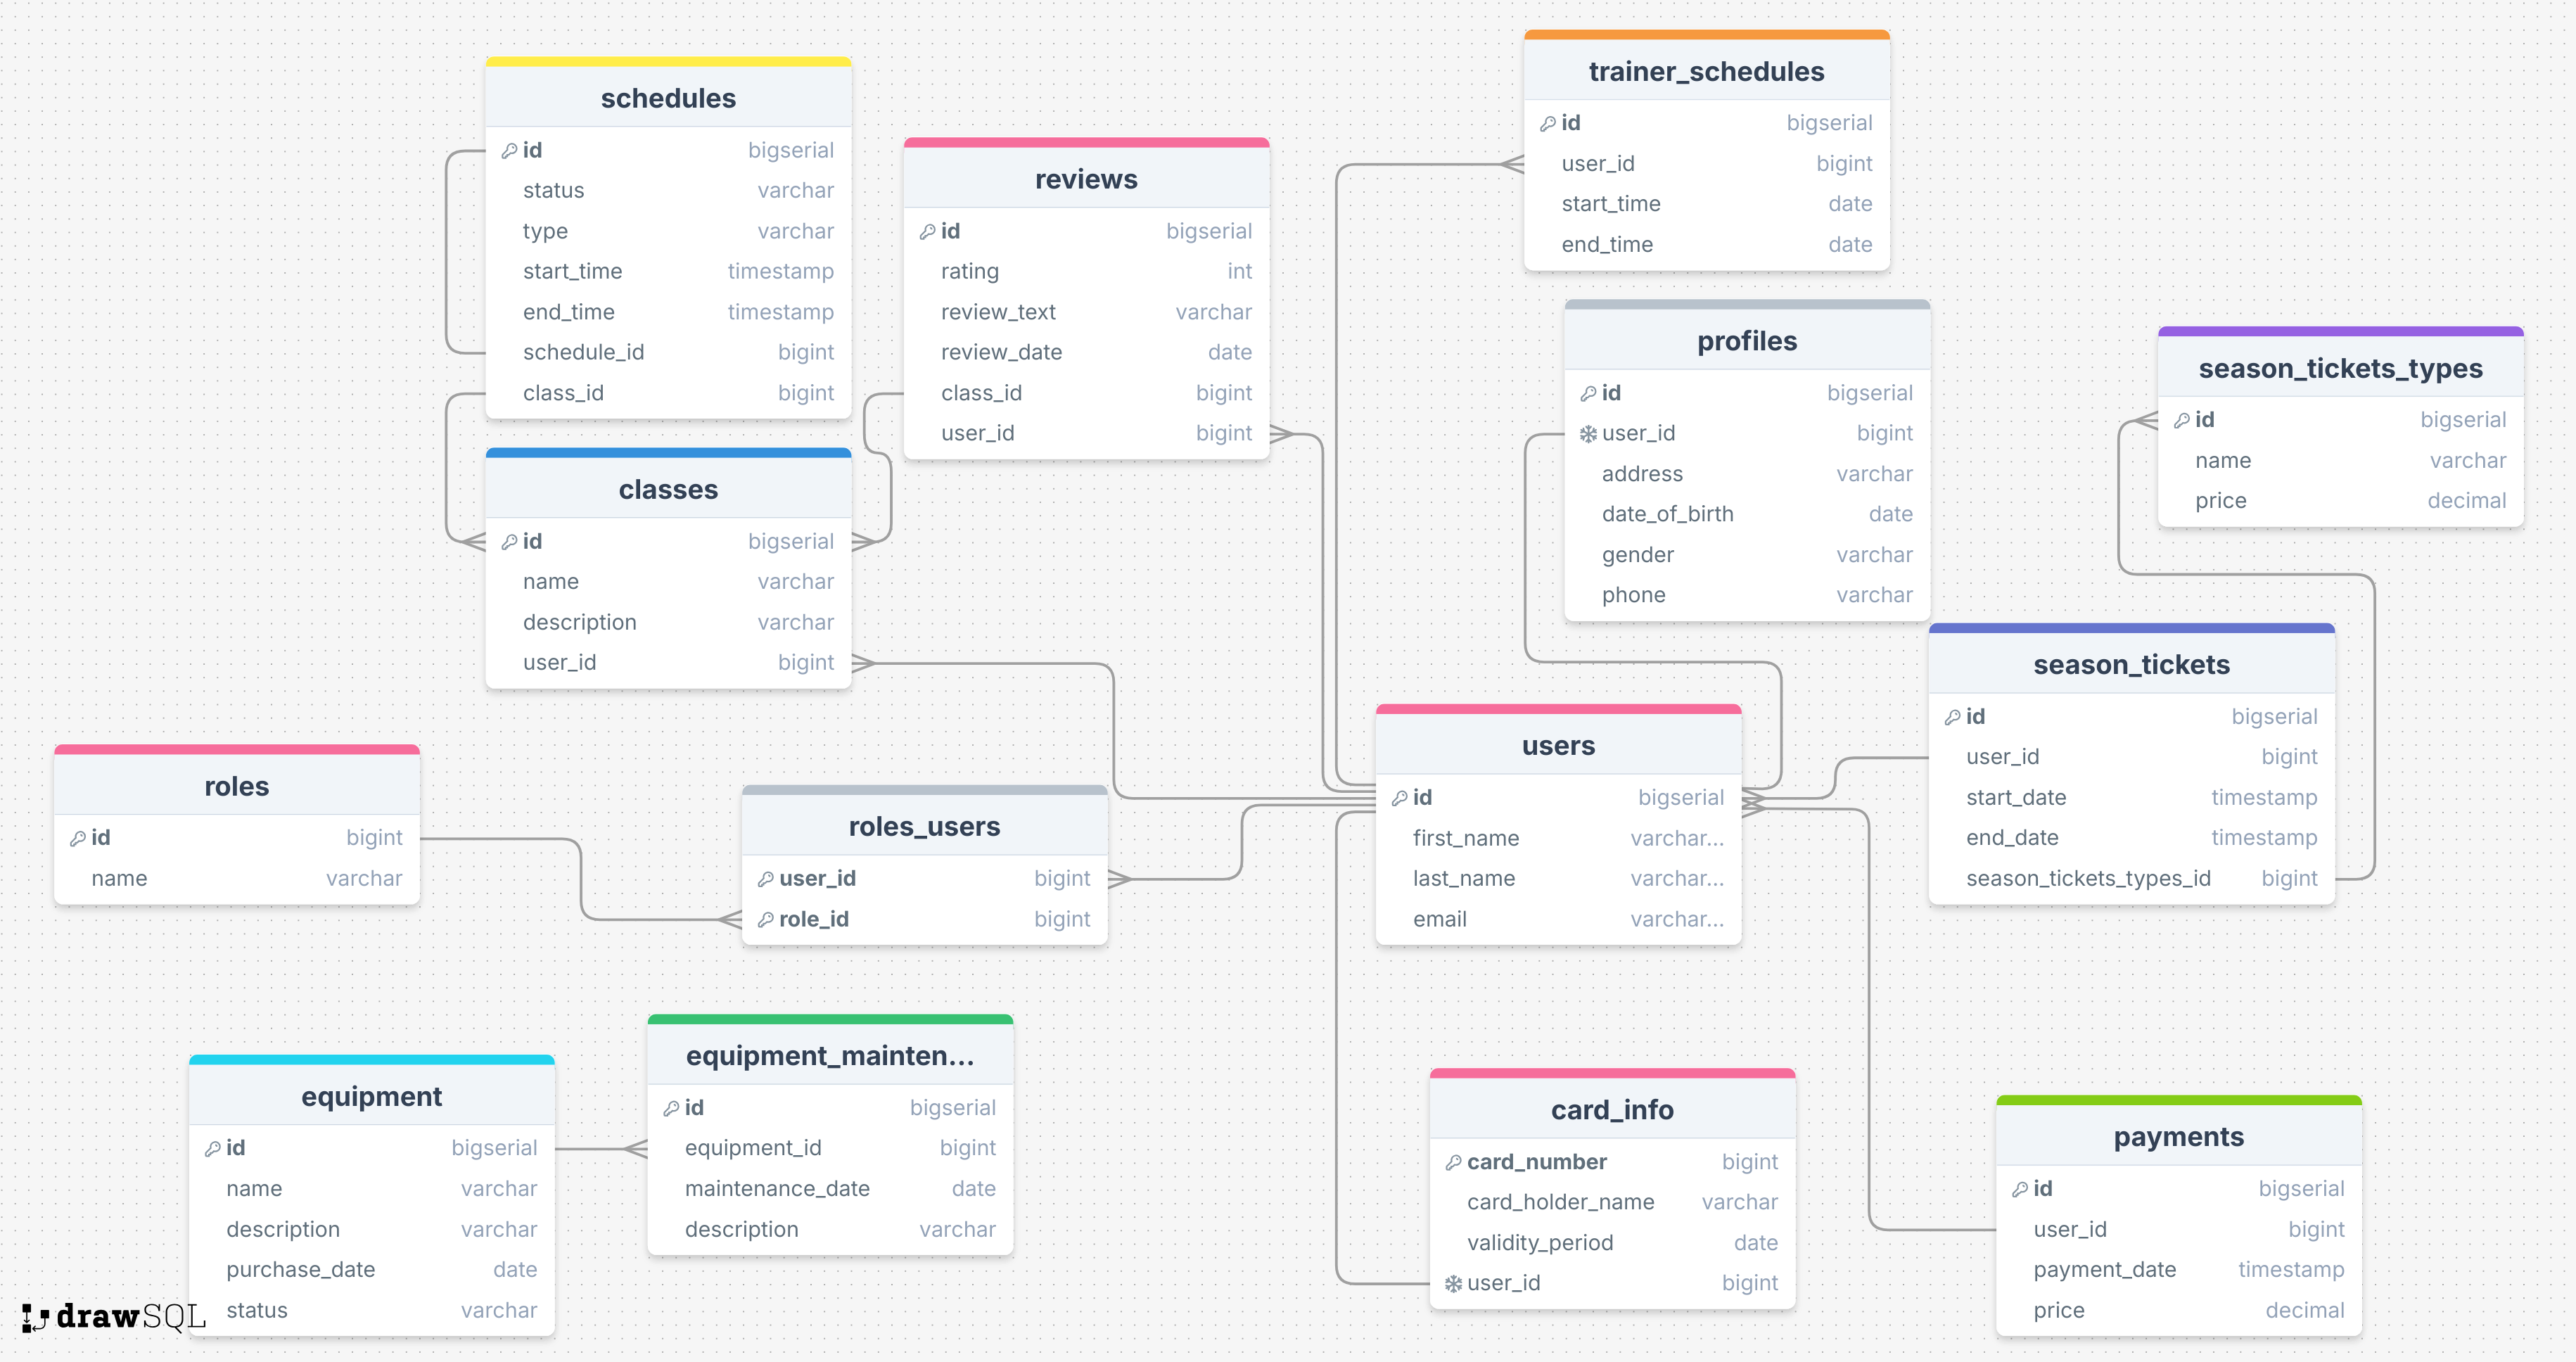 schedules
id bigserial
status varchar
type varchar
start_time timestamp
end_time timestamp
schedule_id bigint
class_id bigint
reviews
id bigserial
rating int
review_text varchar
review_date date
class_id bigint
user_id bigint
trainer_schedules
id bigserial
user_id bigint
start_time date
end_time date
profiles
id bigserial
user_id bigint
address varchar
date_of_birth date
gender varchar
phone varchar
season_tickets_types
id bigserial
name varchar
price decimal
classes
id bigserial
name varchar
description varchar
user_id bigint
season_tickets
id bigserial
user_id bigint
start_date timestamp
end_date timestamp
season_tickets_types_id bigint
roles
id bigint
name varchar
roles_users
user_id bigint
role_id bigint
users
id bigserial
first_name varchar...
last_name varchar...
email varchar...
equipment
id bigserial
name varchar
description varchar
purchase_date date
status varchar
equipment_mainten...
id bigserial
equipment_id bigint
maintenance_date date
description varchar
card_info
card_number bigint
card_holder_name varchar
validity_period date
user_id bigint
payments
id bigserial
user_id bigint
payment_date timestamp
price decimal
drawSQL